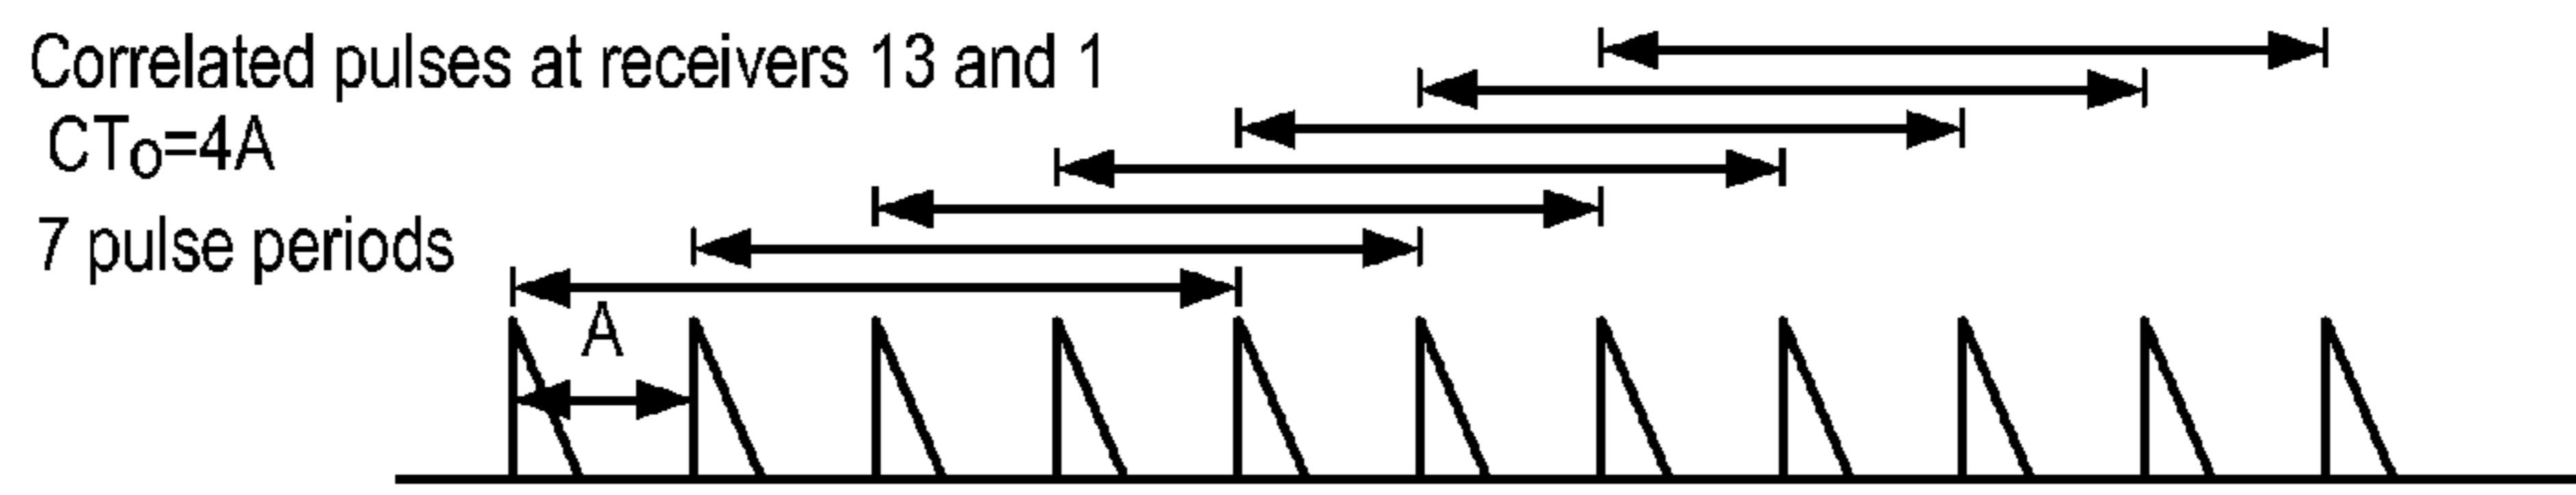 Correlated pulses at receivers 13 and 1
CTo=4A
7 pulse periods
A